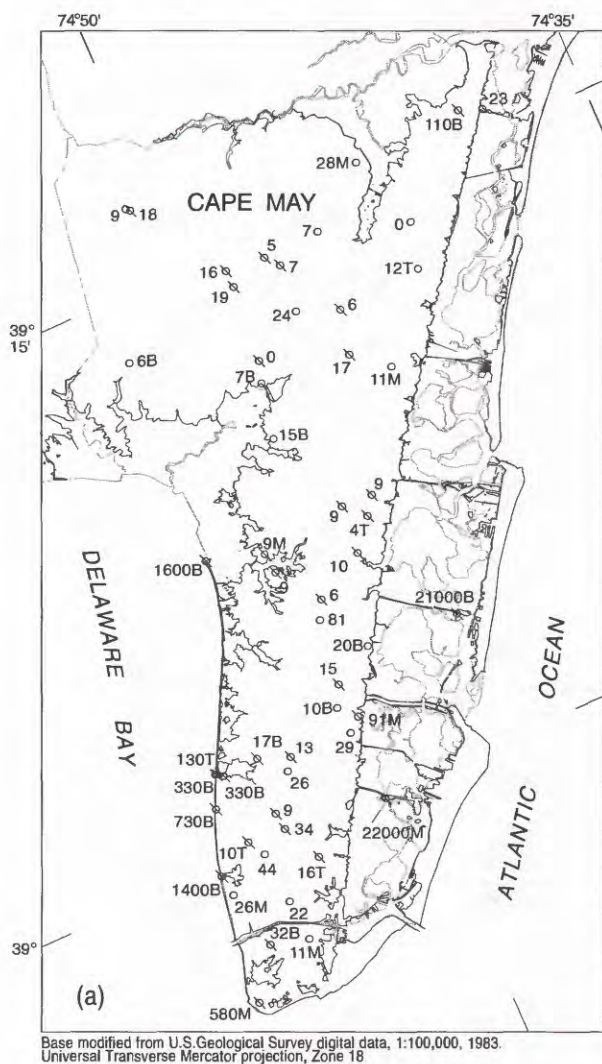 74°50'
74°35'
23
110B
28M
CAPE MAY
9 18
7
0
5
7
16
12T
19
24
6
39°
15'
6B
0
17
7B
11M
15B
9
9
4T
9M
10
1600B
9
6
21000B
81
DELAWARE
BAY
20B
OCEAN
15
10B
91M
29
17B
13
130T
26
330B
330B
730B
9
34
22000M
ATLANTIC
10T
44
16T
1400B
26M
22
39°
32B
11M
(a)
580M
Base modified from U.S.Geological Survey digital data, 1:100,000, 1983.
Universal Transverse Mercator projection, Zone 18